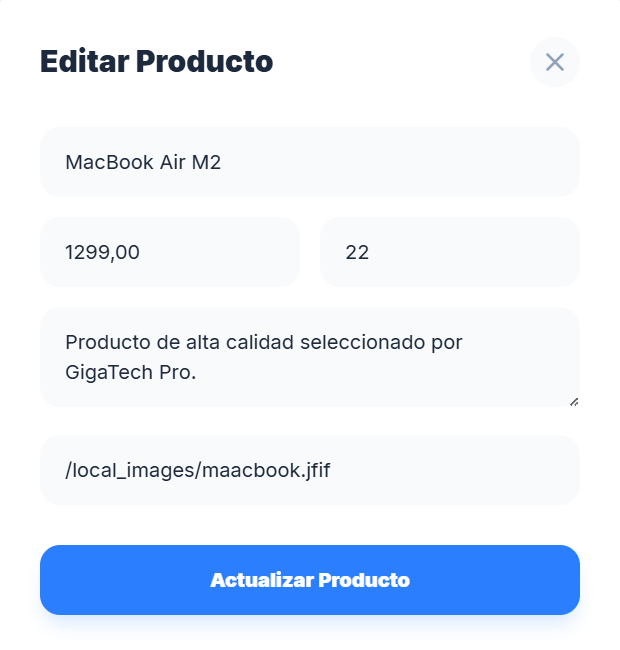 Editar Producto
MacBook Air M2
1299,00
22
Producto de alta calidad seleccionado por
GigaTech Pro.
/local_images/maacbook.jfif
Actualizar Producto